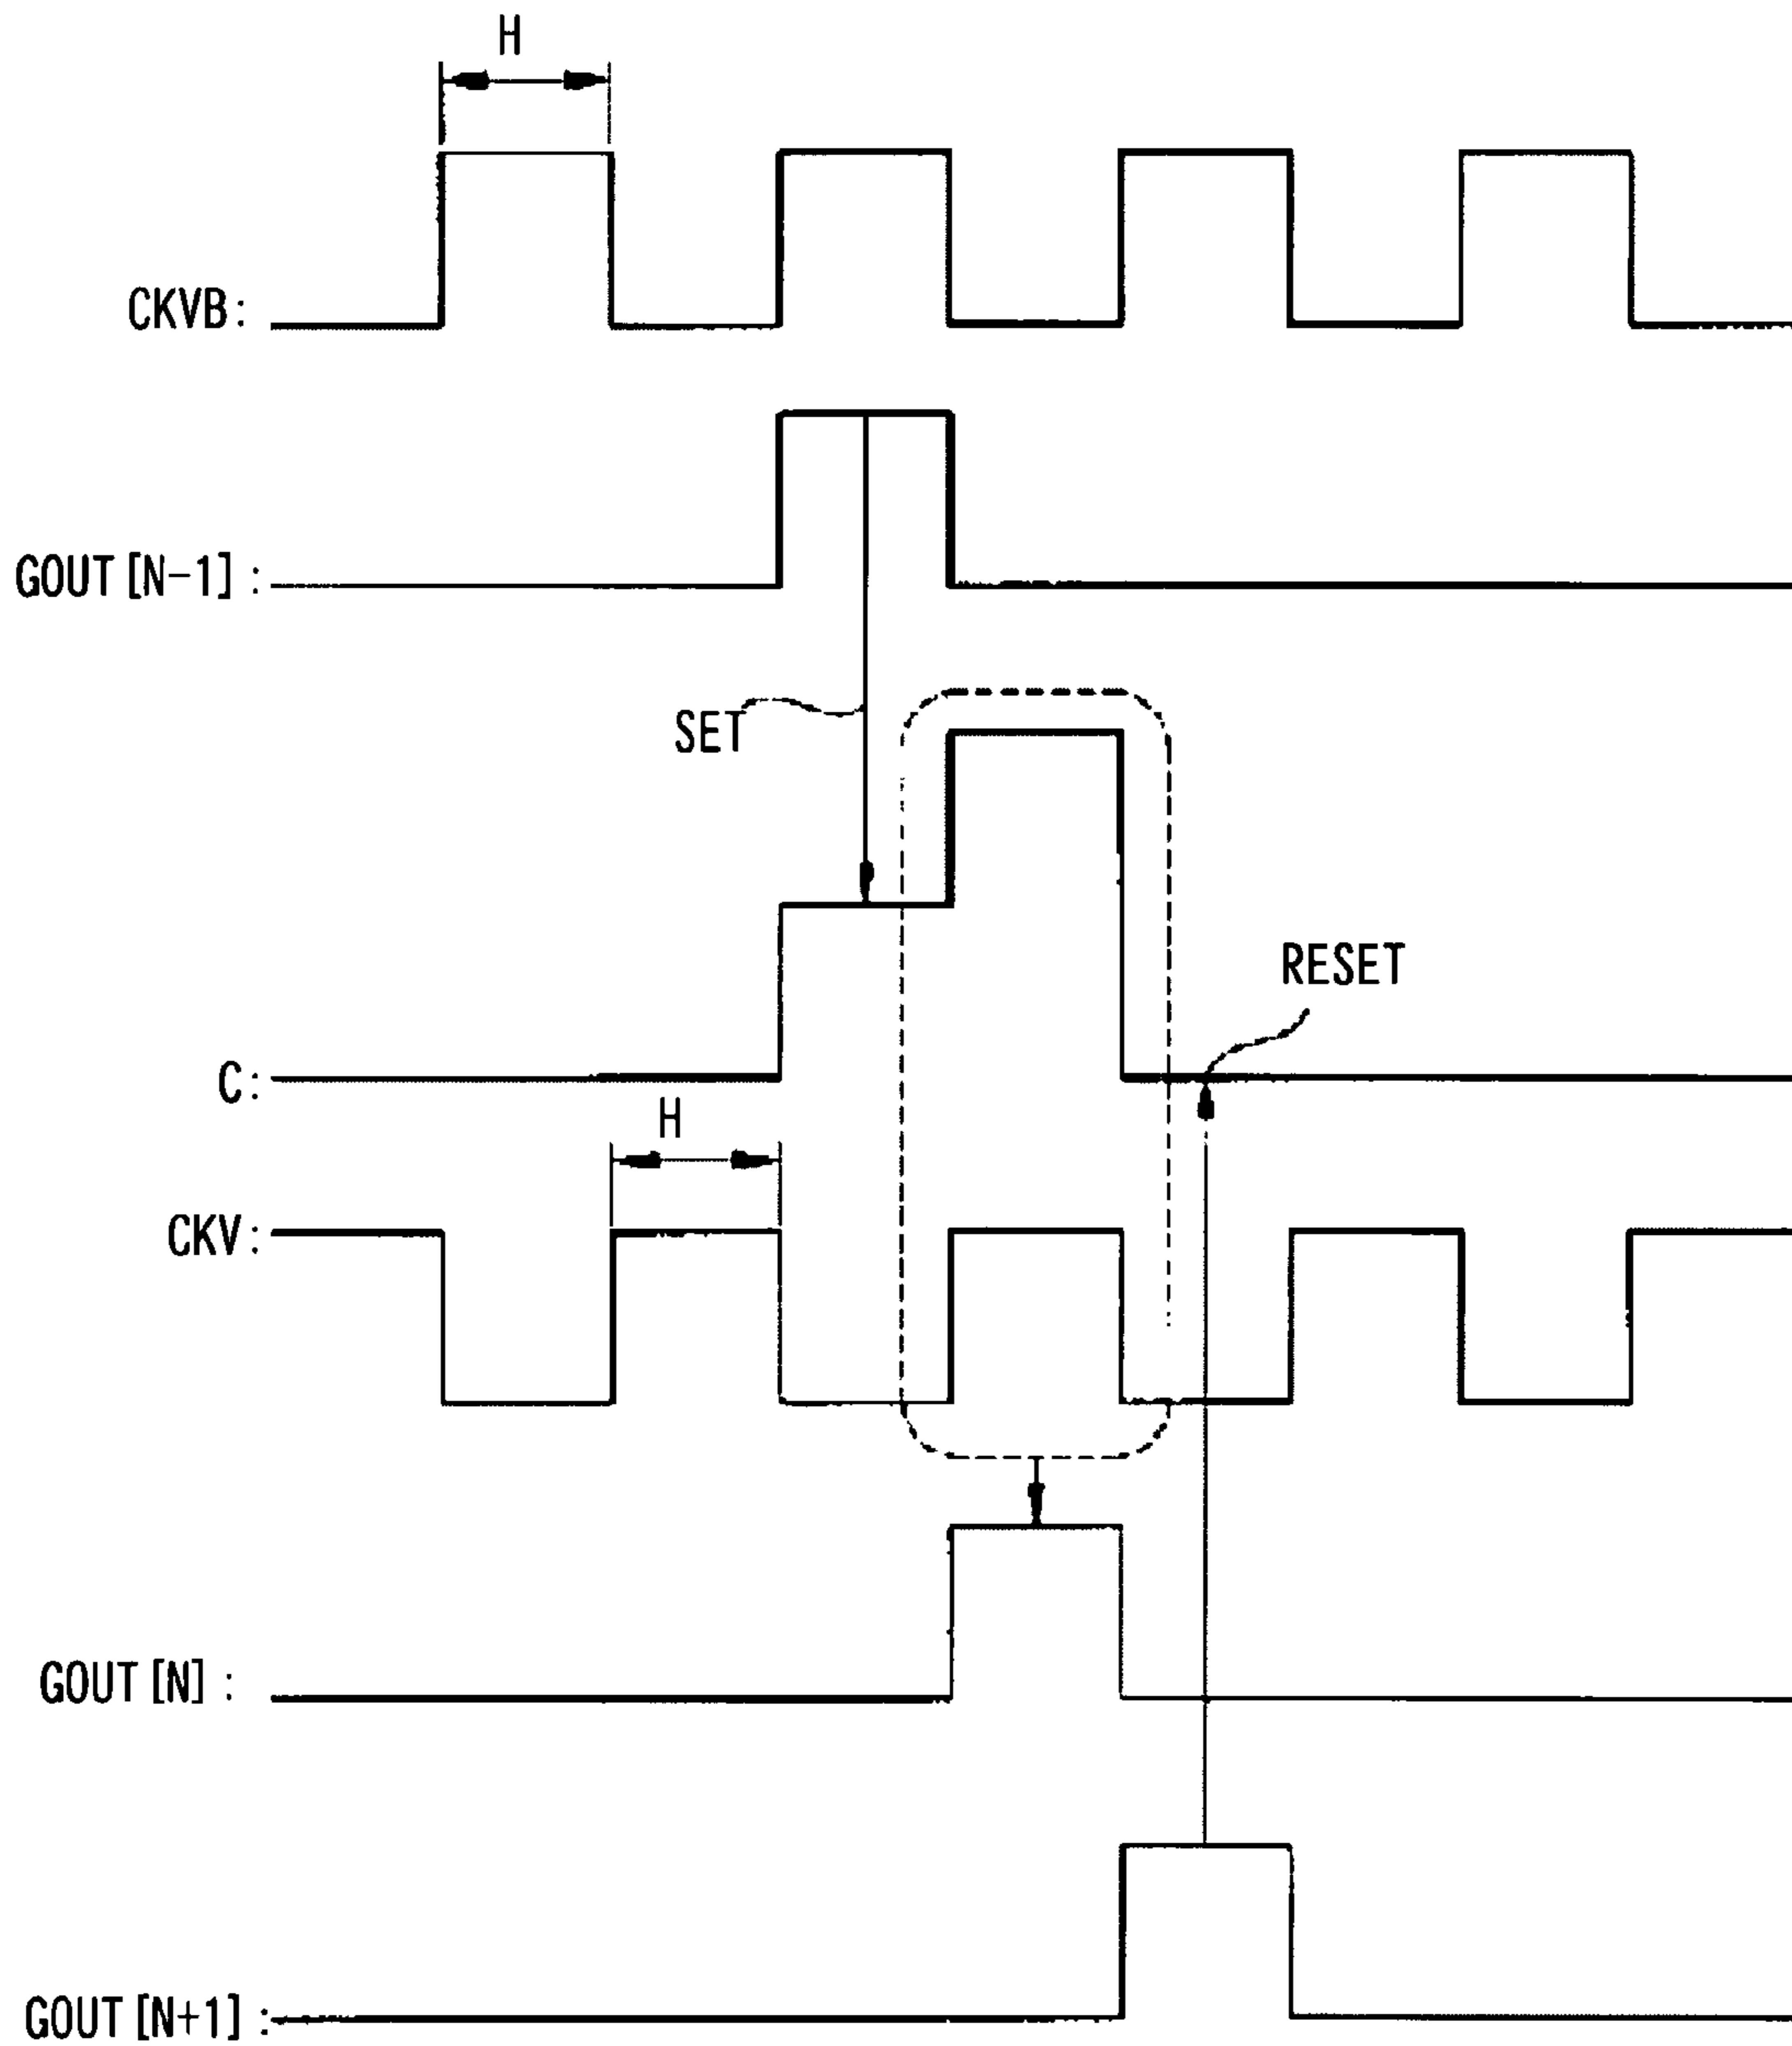 H
CKVB:
GOUT [N-1] :
SET
RESET
C:
H
CKV:
GOUT [N] :
GOUT [N+1] :